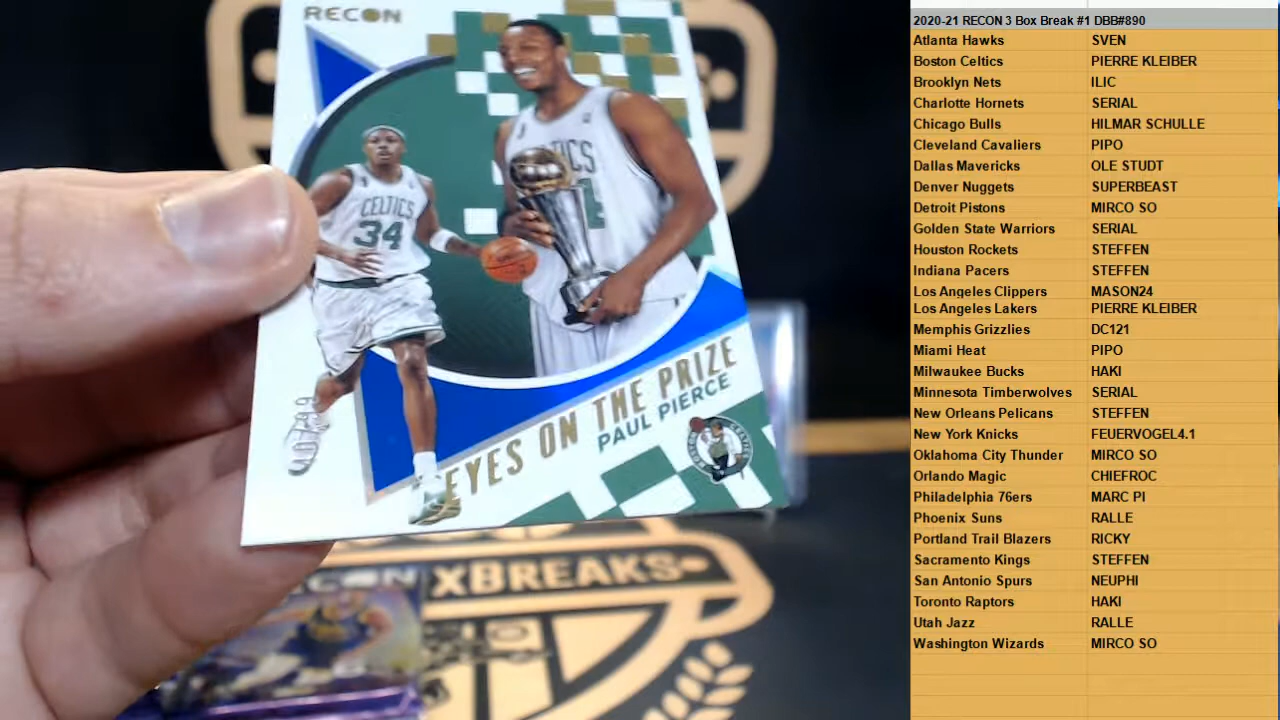 RECON
CELTICS
34
EYES ON THE PRIZE
PAUL PIERCE
XBREAKS
2020-21 RECON 3 Box Break #1 DBB#890
Atlanta Hawks SVEN
Boston Celtics PIERRE KLEIBER
Brooklyn Nets ILIC
Charlotte Hornets SERIAL
Chicago Bulls HILMAR SCHULLE
Cleveland Cavaliers PIPO
Dallas Mavericks OLE STUDT
Denver Nuggets SUPERBEAST
Detroit Pistons MIRCO SO
Golden State Warriors SERIAL
Houston Rockets STEFFEN
Indiana Pacers STEFFEN
Los Angeles Clippers MASON24
Los Angeles Lakers PIERRE KLEIBER
Memphis Grizzlies DC121
Miami Heat PIPO
Milwaukee Bucks HAKI
Minnesota Timberwolves SERIAL
New Orleans Pelicans STEFFEN
New York Knicks FEUERVOGEL4.1
Oklahoma City Thunder MIRCO SO
Orlando Magic CHIEFROC
Philadelphia 76ers MARC PI
Phoenix Suns RALLE
Portland Trail Blazers RICKY
Sacramento Kings STEFFEN
San Antonio Spurs NEUPHI
Toronto Raptors HAKI
Utah Jazz RALLE
Washington Wizards MIRCO SO